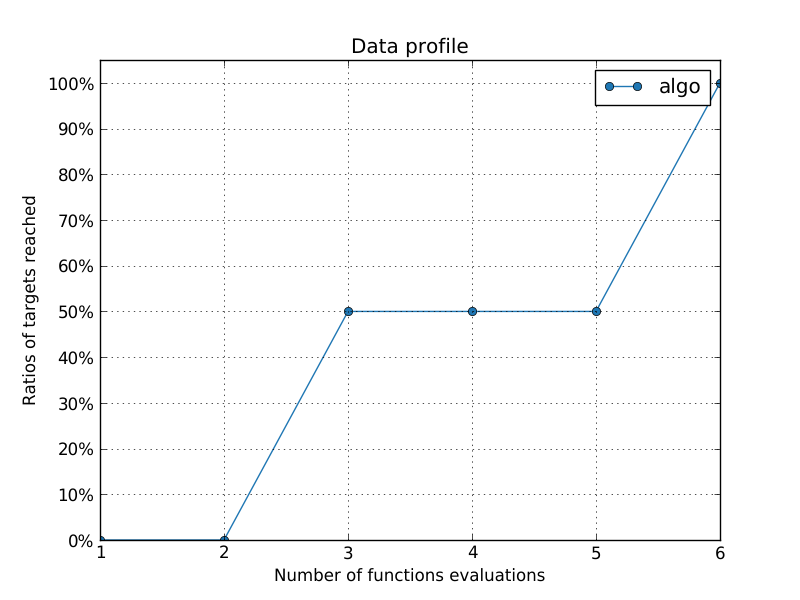 Data profile
algo
100%
90%
80%
70%
60%
50%
40%
30%
20%
10%
0%
Ratios of targets reached
1 2 3 4 5 6
Number of functions evaluations